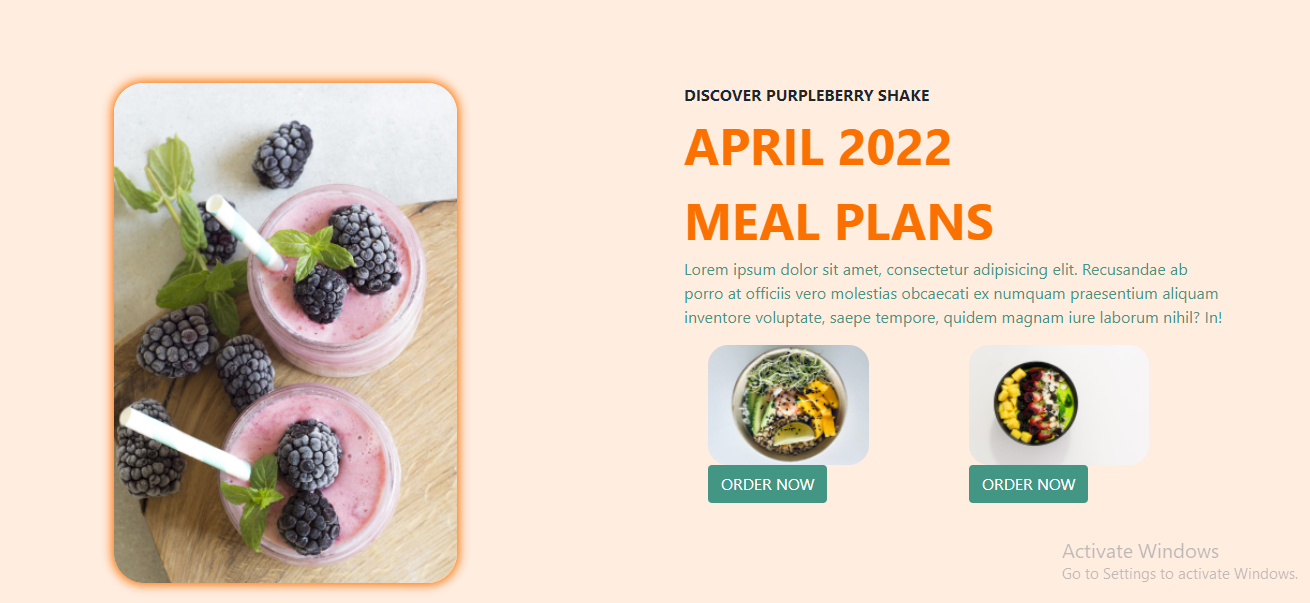 DISCOVER PURPLEBERRY SHAKE
APRIL 2022
MEAL PLANS
Lorem ipsum dolor sit amet, consectetur adipisicing elit. Recusandae ab
porro at officiis vero molestias obcaecati ex numquam praesentium aliquam
inventore voluptate, saepe tempore, quidem magnam iure laborum nihil? In!
ORDER NOW
ORDER NOW
Activate Windows
Go to Settings to activate Windows.